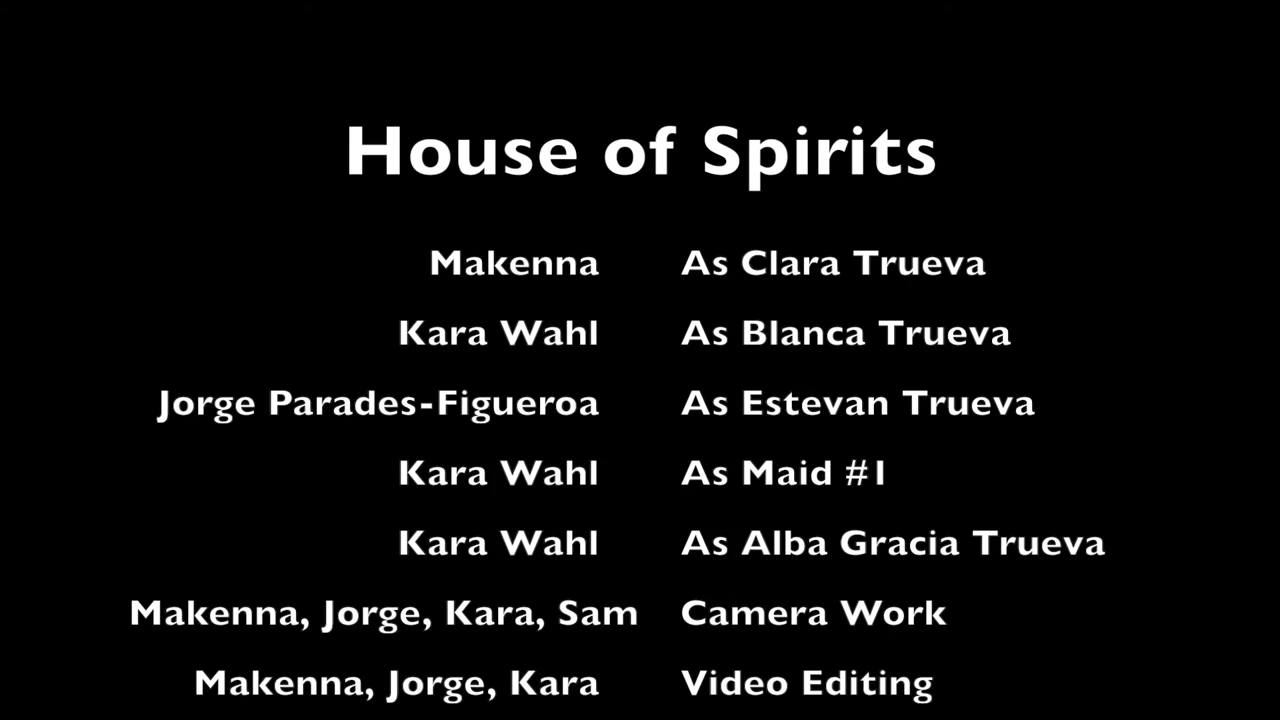 House of Spirits
Makenna As Clara Trueva
Kara Wahl As Blanca Trueva
Jorge Parades-Figueroa As Estevan Trueva
Kara Wahl As Maid #1
Kara Wahl As Alba Gracia Trueva
Makenna, Jorge, Kara, Sam Camera Work
Makenna, Jorge, Kara Video Editing